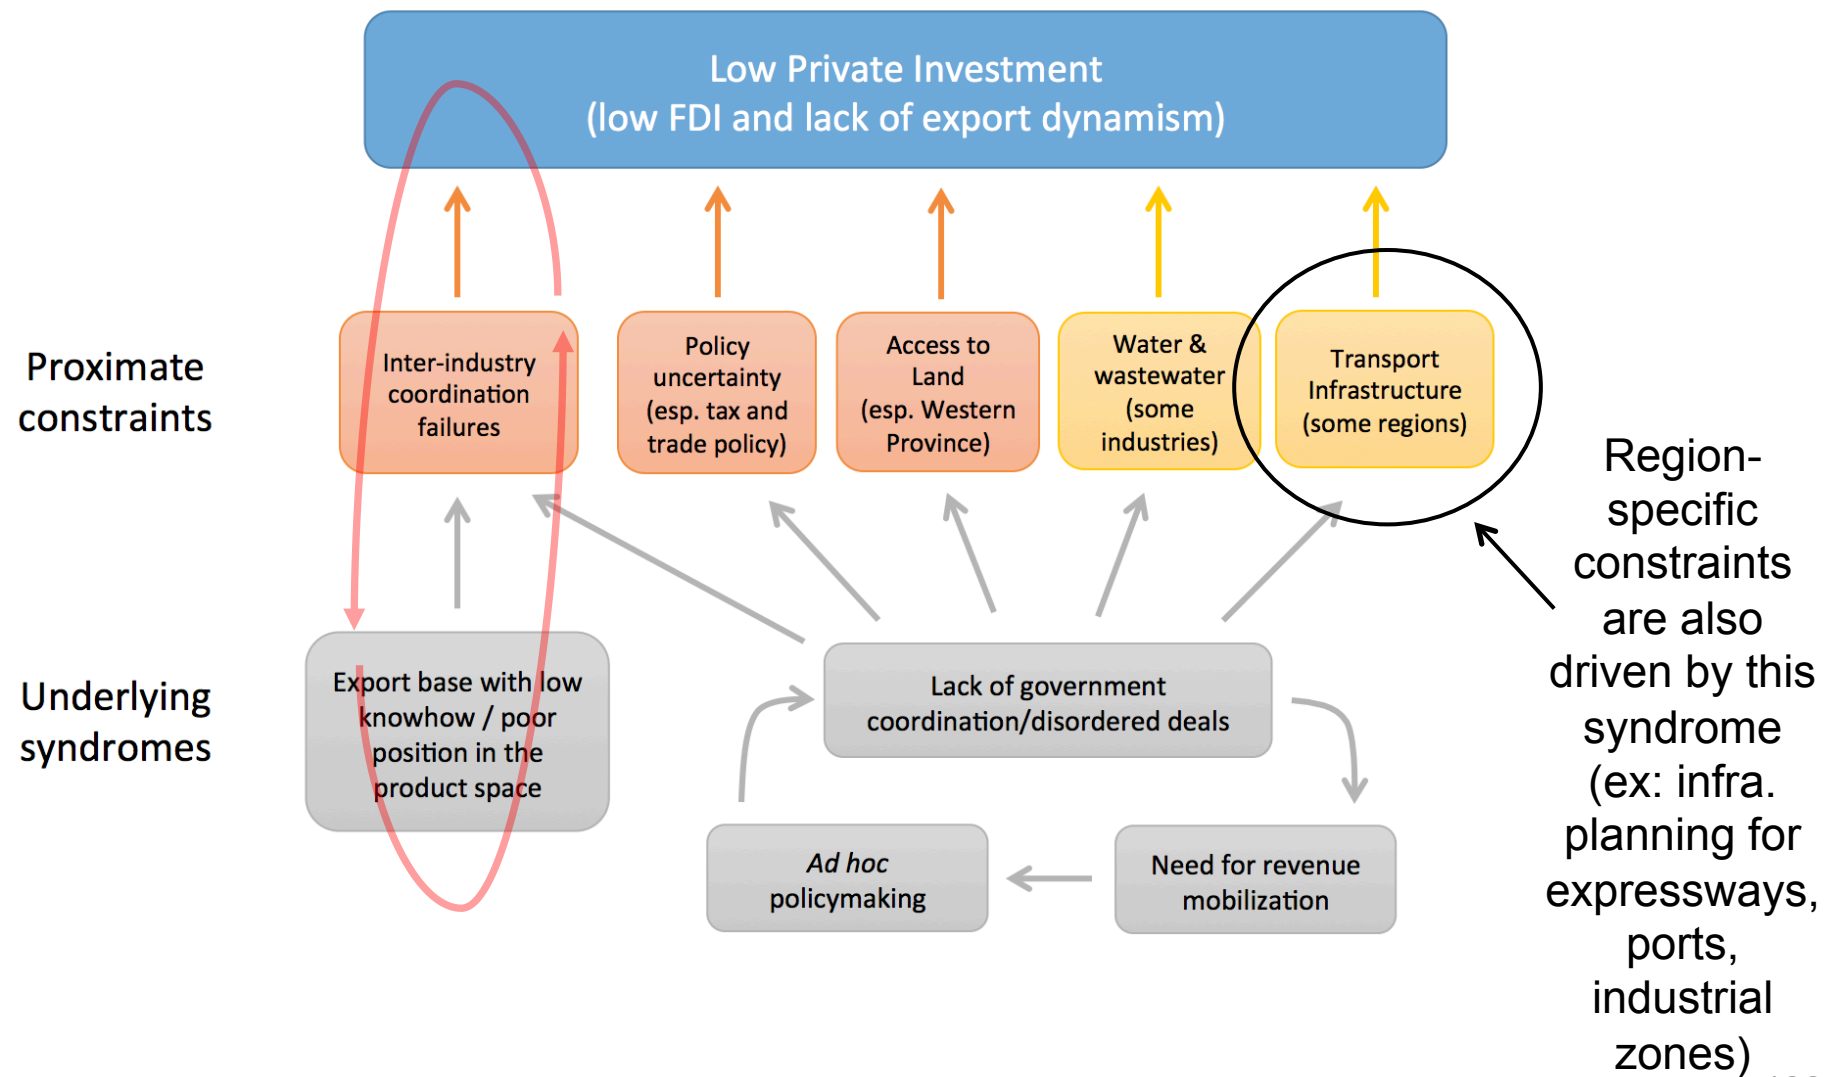 Low Private Investment
(low FDI and lack of export dynamism)
Proximate
constraints
Inter-industry
coordination
failures
Policy
uncertainty
(esp. tax and
trade policy)
Access to
Land
(esp. Western
Province)
Water &
wastewater
(some
industries)
Transport
Infrastructure
(some regions)
Region-
specific
constraints
are also
driven by this
syndrome
(ex: infra.
planning for
expressways,
ports,
industrial
zones)
Underlying
syndromes
Export base with low
knowhow / poor
position in the
product space
Lack of government
coordination/disordered deals
Ad hoc
policymaking
Need for revenue
mobilization